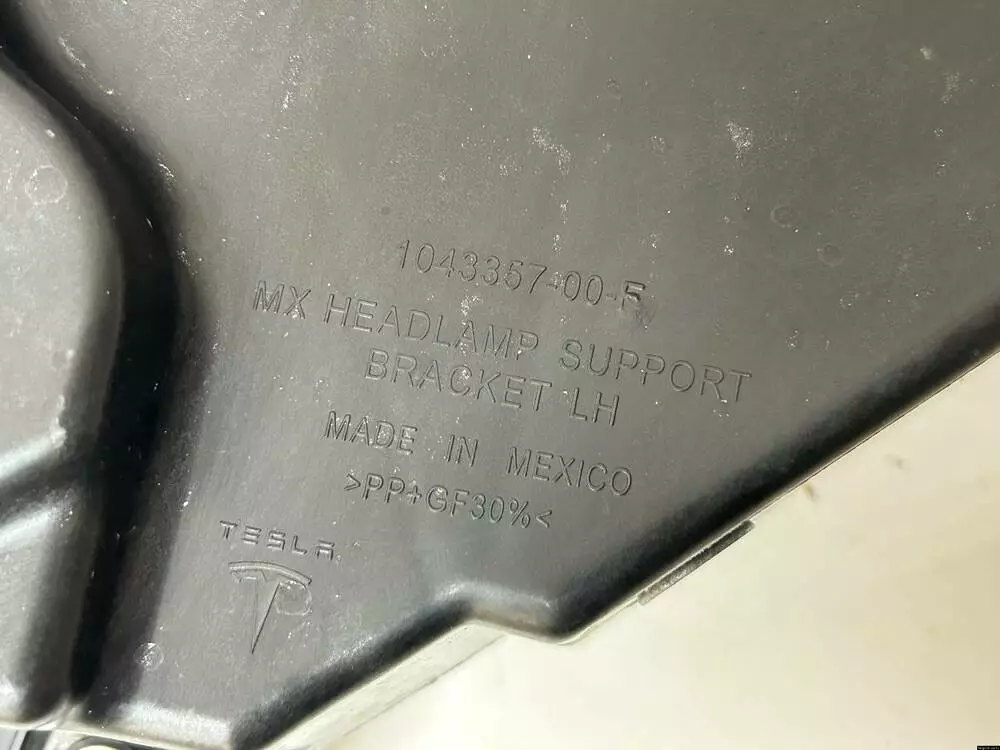 1043357-00-F
MX HEADLAMP SUPPORT
BRACKET LH
MADE IN MEXICO
>PP+GF30%<
TESLA